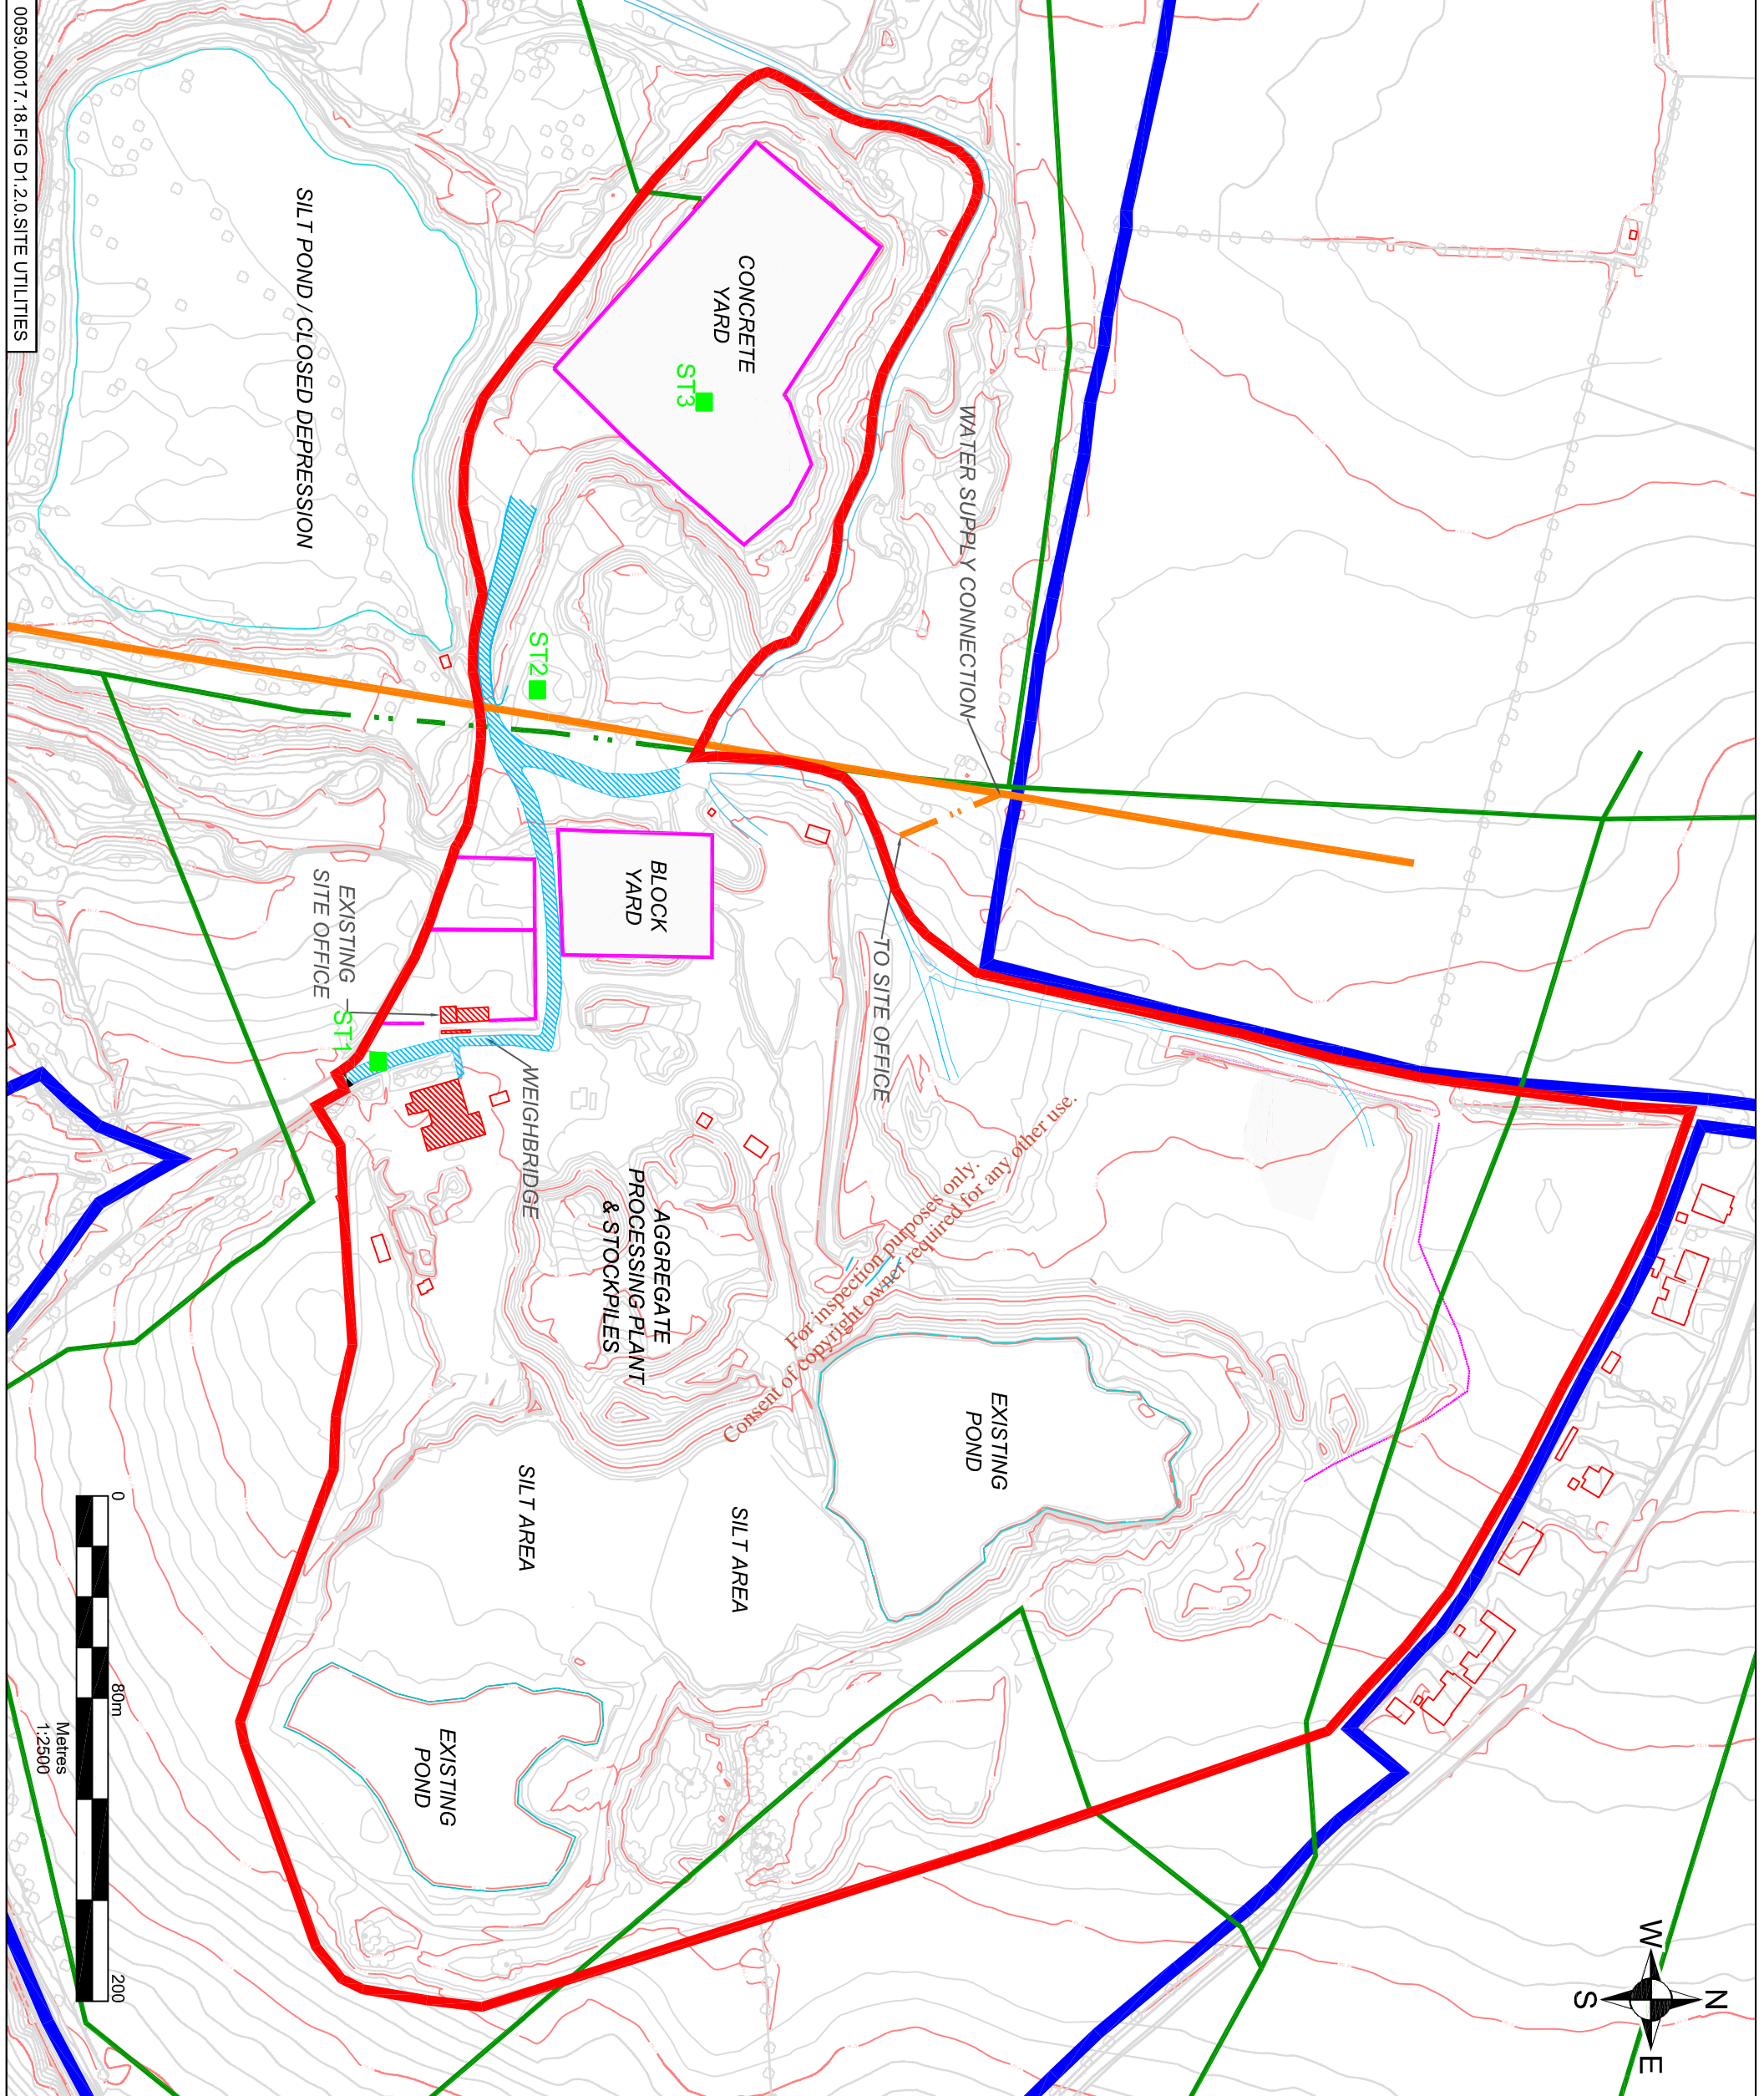 0059.00017.18.FIG D1.2.0.SITE UTILITIES
SILT POND / CLOSED DEPRESSION
CONCRETE
YARD
ST3
WATER SUPPLY CONNECTION
ST2
BLOCK
YARD
EXISTING
SITE OFFICE
ST1
TO SITE OFFICE
WEIGHBRIDGE
AGGREGATE
PROCESSING PLANT
& STOCKPILES
For inspection purposes only.
Consent of copyright owner required for any other use.
EXISTING
POND
SILT AREA
SILT AREA
EXISTING
POND
0
80m
200
Metres
1:2500
N
W
E
S